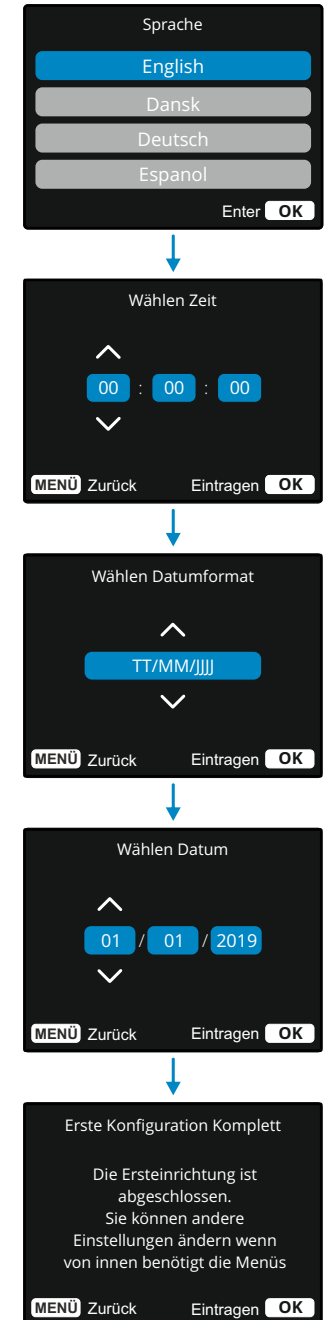 Sprache
English
Dansk
Deutsch
Espanol
Enter OK
Wählen Zeit
00 : 00 : 00
MENÜ Zurück Eintragen OK
Wählen Datumformat
TT/MM/JJJJ
MENÜ Zurück Eintragen OK
Wählen Datum
01 / 01 / 2019
MENÜ Zurück Eintragen OK
Erste Konfiguration Komplett
Die Ersteinrichtung ist
abgeschlossen.
Sie können andere
Einstellungen ändern wenn
von innen benötigt die Menüs
MENÜ Zurück Eintragen OK